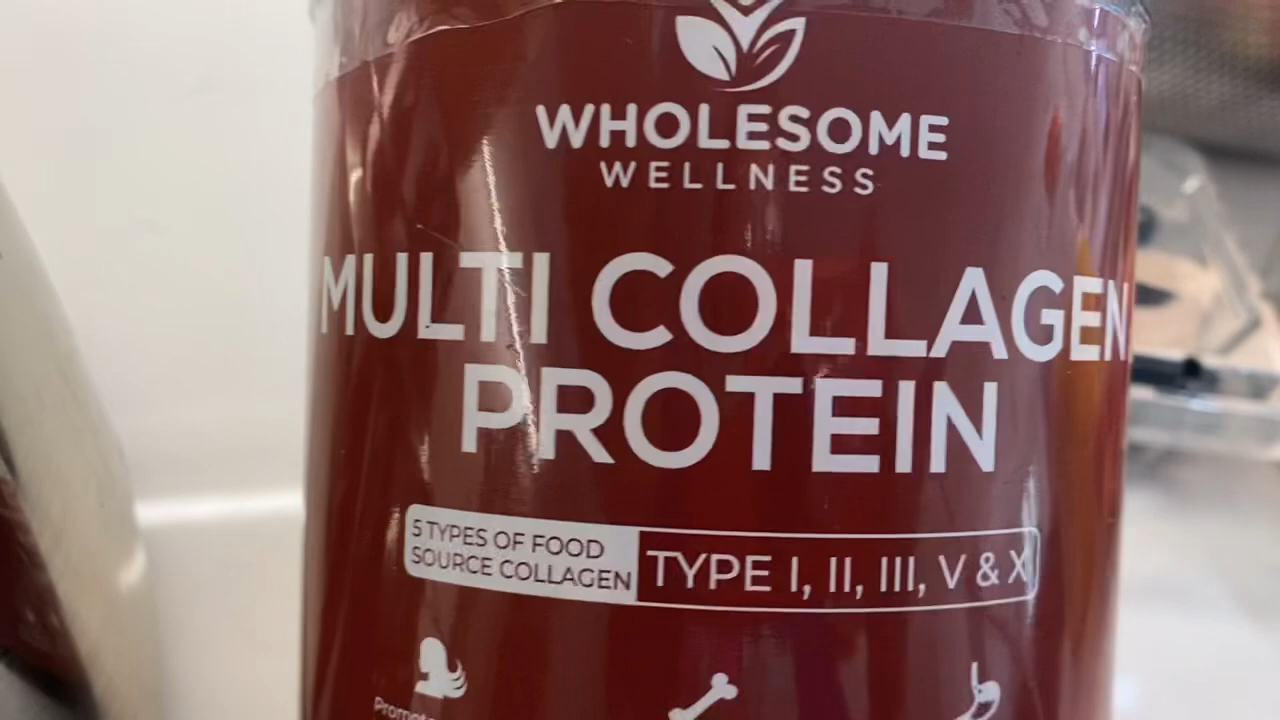 WHOLESOME
WELLNESS
MULTI COLLAGEN
PROTEIN
5 TYPES OF FOOD
SOURCE COLLAGEN
TYPE I, II, III, V & X